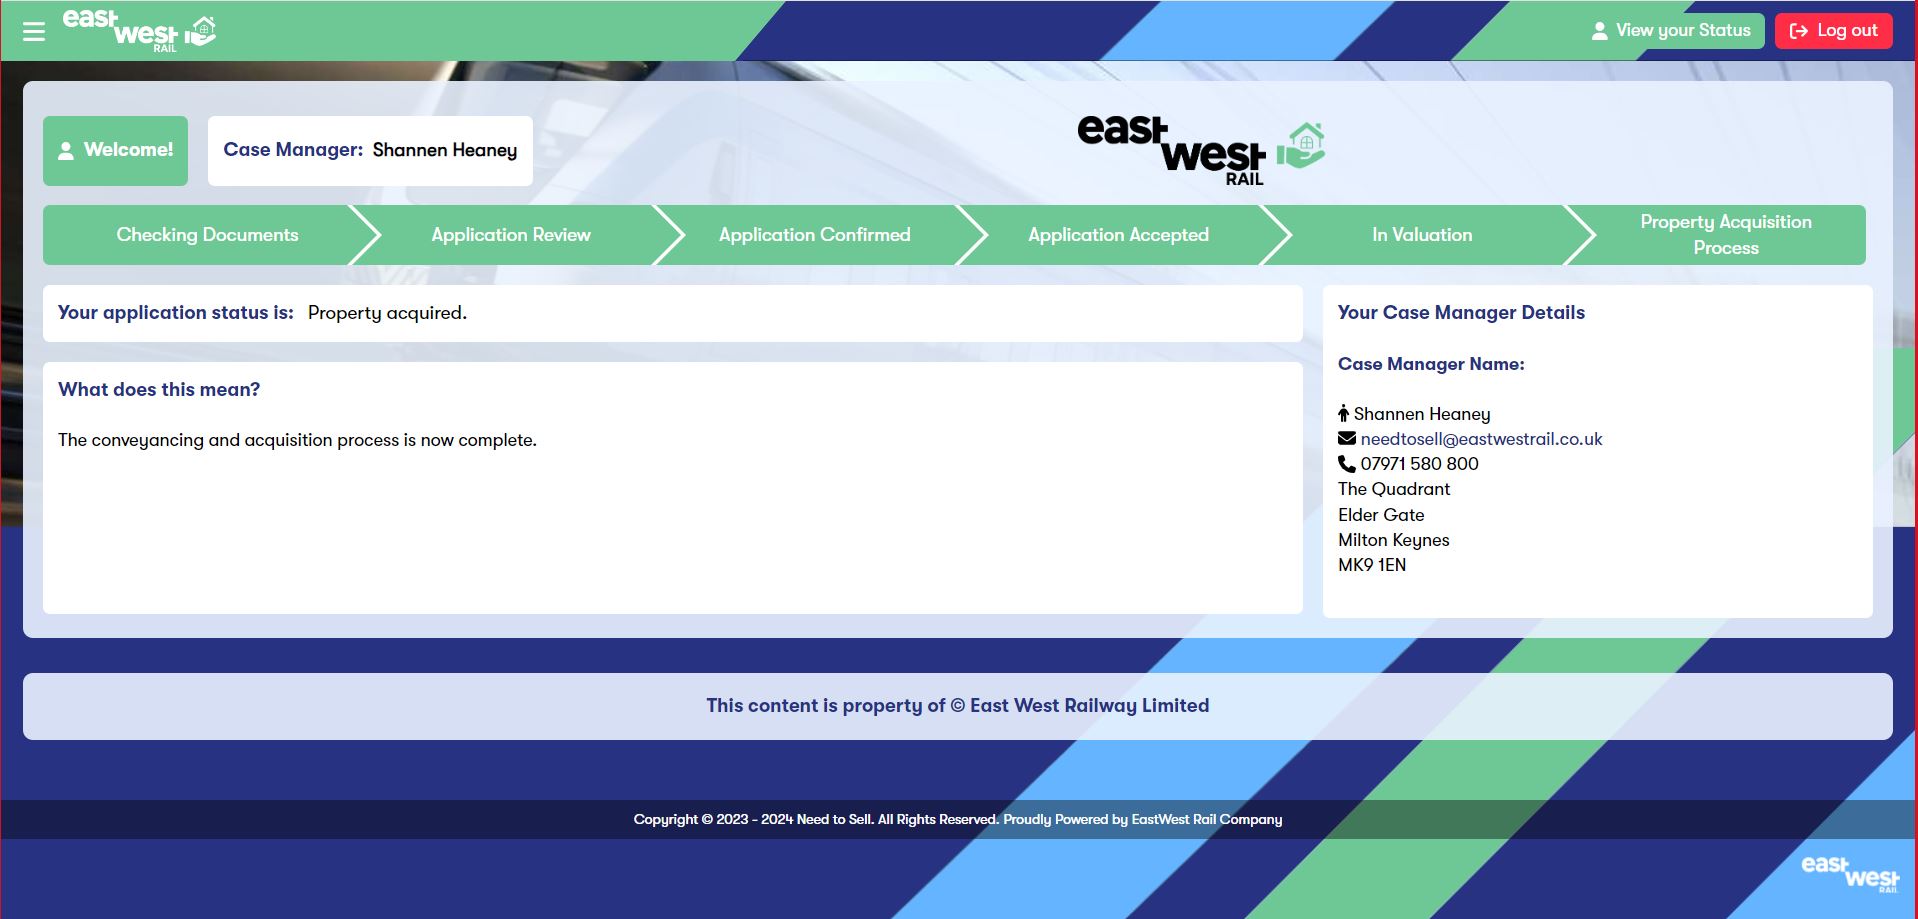 east
west
RAIL
View your Status
Log out
Welcome!
Case Manager: Shannen Heaney
east
west
RAIL
Checking Documents
Application Review
Application Confirmed
Application Accepted
In Valuation
Property Acquisition
Process
Your application status is: Property acquired.
What does this mean?
The conveyancing and acquisition process is now complete.
Your Case Manager Details
Case Manager Name:
Shannen Heaney
needtosell@eastwestrail.co.uk
07971 580 800
The Quadrant
Elder Gate
Milton Keynes
MK9 1EN
This content is property of © East West Railway Limited
Copyright © 2023 - 2024 Need to Sell. All Rights Reserved. Proudly Powered by EastWest Rail Company
east
west
RAIL